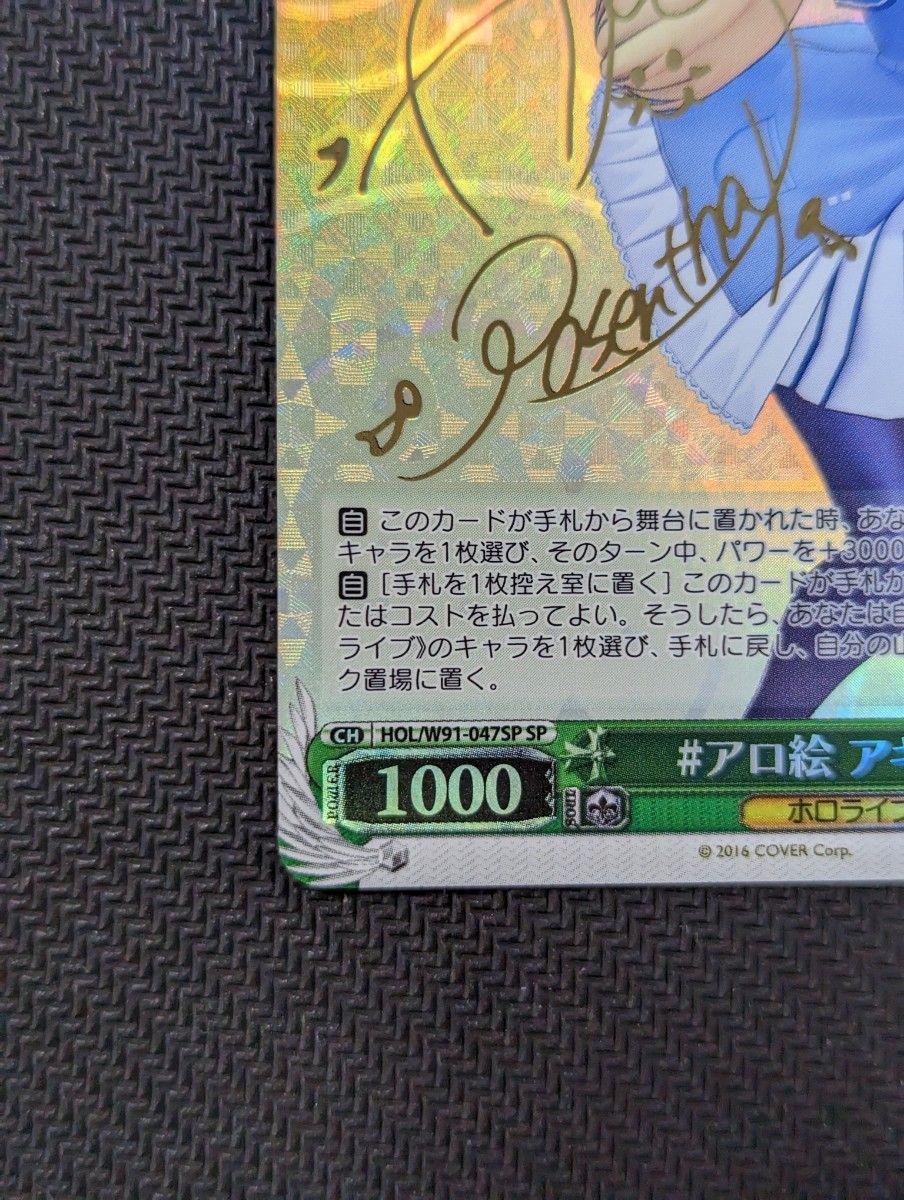 Rosenthal
自 このカードが手札から舞台に置かれた時、あな
キャラを1枚選び、そのターン中、パワーを＋3000
自 [手札を1枚控え室に置く] このカードが手札か
たはコストを払ってよい。そうしたら、あなたは自
ライブ》のキャラを1枚選び、手札に戻し、自分の山
ク置場に置く。
CH HOL/W91-047SP SP
#アロ絵 アキ
POWER 1000 SOUL ホロライブ
© 2016 COVER Corp.